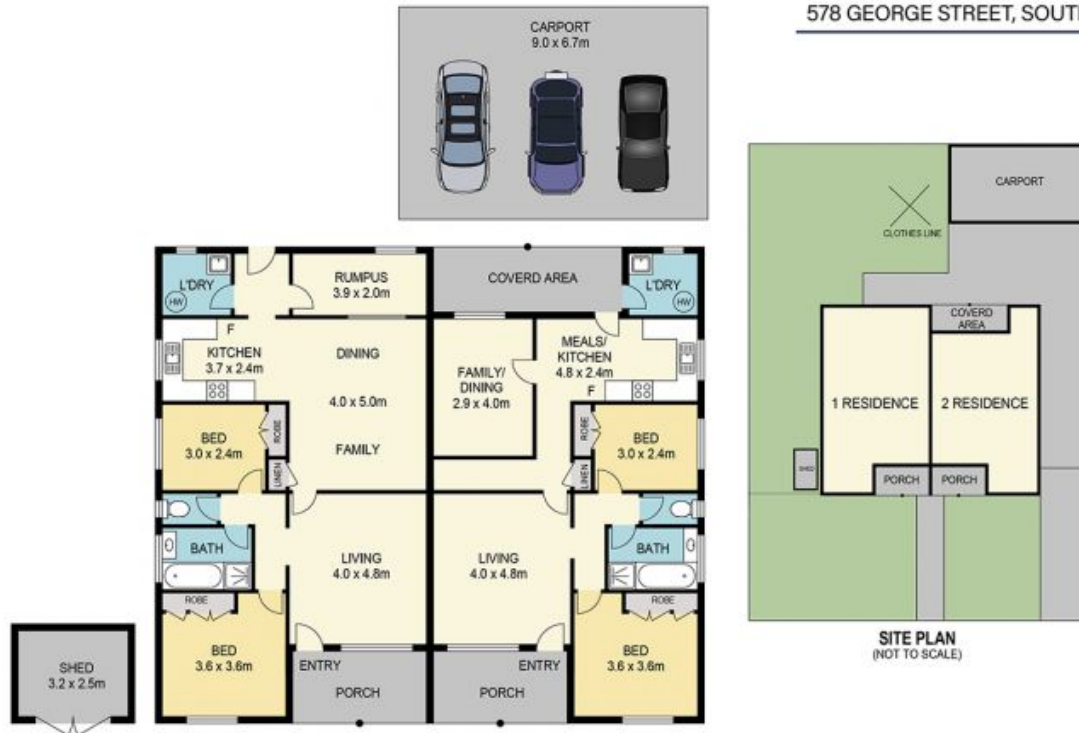 578 GEORGE STREET, SOUTH
CARPORT
9.0 x 6.7m
CARPORT
CLOTHES LINE
COVERD
AREA
1 RESIDENCE
2 RESIDENCE
SHED
PORCH
PORCH
SITE PLAN
(NOT TO SCALE)
L'DRY
HW
RUMPUS
3.9 x 2.0m
COVERD AREA
L'DRY
HW
F
KITCHEN
3.7 x 2.4m
DINING
4.0 x 5.0m
FAMILY
FAMILY/
DINING
2.9 x 4.0m
MEALS/
KITCHEN
4.8 x 2.4m
F
BED
3.0 x 2.4m
ROBE
LINEN
ROBE
LINEN
BED
3.0 x 2.4m
BATH
LIVING
4.0 x 4.8m
LIVING
4.0 x 4.8m
BATH
ROBE
BED
3.6 x 3.6m
ROBE
BED
3.6 x 3.6m
ENTRY
PORCH
ENTRY
PORCH
SHED
3.2 x 2.5m